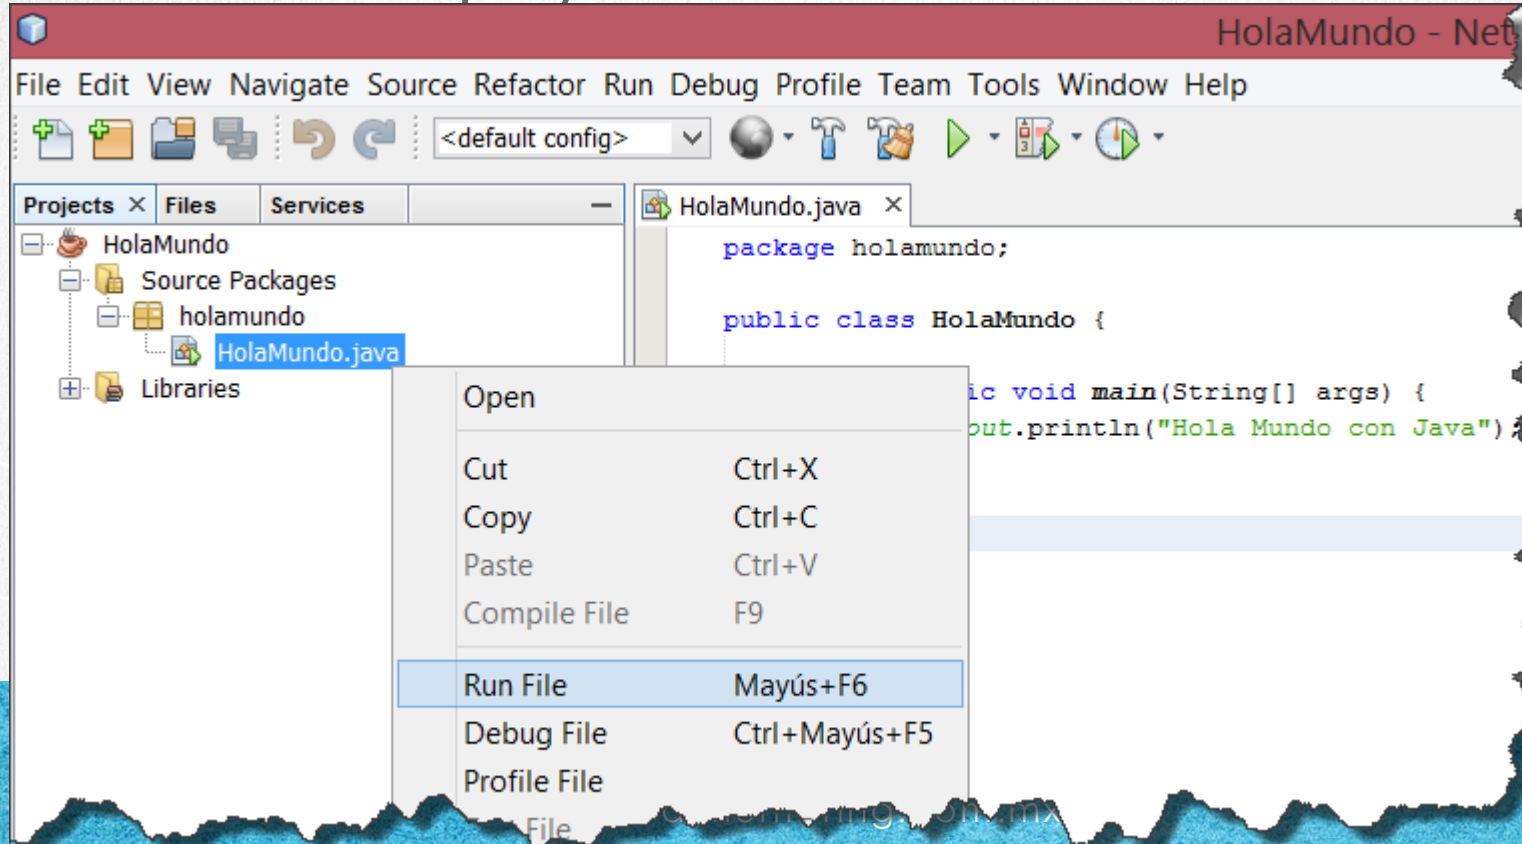 HolaMundo - Net
File Edit View Navigate Source Refactor Run Debug Profile Team Tools Window Help
<default config>
Projects Files Services
HolaMundo.java
HolaMundo
Source Packages
holamundo
HolaMundo.java
Libraries
package holamundo;
public class HolaMundo {
ic void main(String[] args) {
out.println("Hola Mundo con Java");
Open
Cut Ctrl+X
Copy Ctrl+C
Paste Ctrl+V
Compile File F9
Run File Mayús+F6
Debug File Ctrl+Mayús+F5
Profile File
File